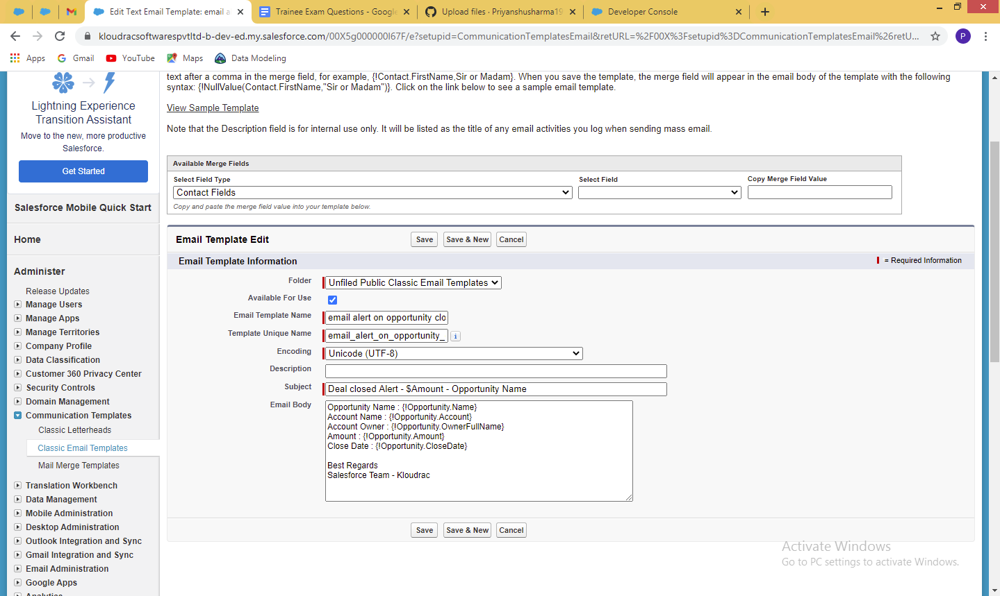 Edit Text Email Template: email a
Trainee Exam Questions - Google
Upload files · Priyanshusharma19
Developer Console
kloudracsoftwarespvtltd-b-dev-ed.my.salesforce.com/00X5g000000I67F/e?setupid=CommunicationTemplatesEmail&retURL=%2F00X%3Fsetupid%3DCommunicationTemplatesEmail%26retU...
P
Apps
Gmail
YouTube
Maps
Data Modeling
Lightning Experience
Transition Assistant
Move to the new, more productive
Salesforce.
Get Started
Salesforce Mobile Quick Start
Home
Administer
Release Updates
Manage Users
Manage Apps
Manage Territories
Company Profile
Data Classification
Customer 360 Privacy Center
Security Controls
Domain Management
Communication Templates
Classic Letterheads
Classic Email Templates
Mail Merge Templates
Translation Workbench
Data Management
Mobile Administration
Desktop Administration
Outlook Integration and Sync
Gmail Integration and Sync
Email Administration
Google Apps
Analytics
text after a comma in the merge field, for example, {!Contact.FirstName,Sir or Madam}. When you save the template, the merge field will appear in the email body of the template with the following
syntax: {!NullValue(Contact.FirstName,"Sir or Madam")}. Click on the link below to see a sample email template.
View Sample Template
Note that the Description field is for internal use only. It will be listed as the title of any email activities you log when sending mass email.
Available Merge Fields
Select Field Type
Select Field
Copy Merge Field Value
Contact Fields
Copy and paste the merge field value into your template below.
Email Template Edit
Save
Save & New
Cancel
Email Template Information
= Required Information
Folder
Unfiled Public Classic Email Templates
Available For Use
Email Template Name
email alert on opportunity clo
Template Unique Name
email_alert_on_opportunity_
i
Encoding
Unicode (UTF-8)
Description
Subject
Deal closed Alert - $Amount - Opportunity Name
Email Body
Opportunity Name : {!Opportunity.Name}
Account Name : {!Opportunity.Account}
Account Owner : {!Opportunity.OwnerFullName}
Amount : {!Opportunity.Amount}
Close Date : {!Opportunity.CloseDate}
Best Regards
Salesforce Team - Kloudrac
Save
Save & New
Cancel
Activate Windows
Go to PC settings to activate Windows.